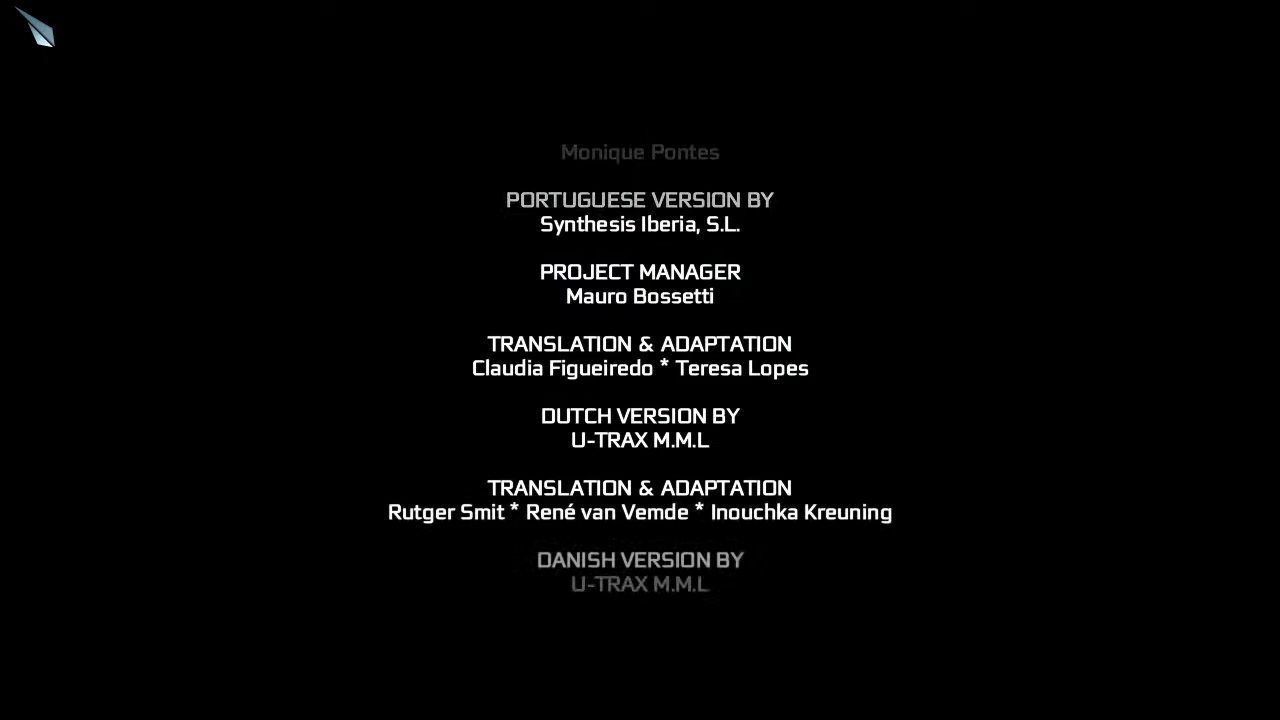 Monique Pontes
PORTUGUESE VERSION BY
Synthesis Iberia, S.L.
PROJECT MANAGER
Mauro Bossetti
TRANSLATION & ADAPTATION
Claudia Figueiredo * Teresa Lopes
DUTCH VERSION BY
U-TRAX M.M.L
TRANSLATION & ADAPTATION
Rutger Smit * René van Vemde * Inouchka Kreuning
DANISH VERSION BY
U-TRAX M.M.L